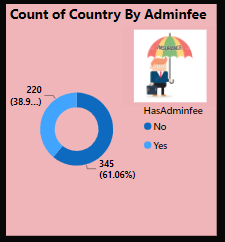 Count of Country By Adminfee
HasAdminfee
No
Yes
220
(38.9...)
345
(61.06%)